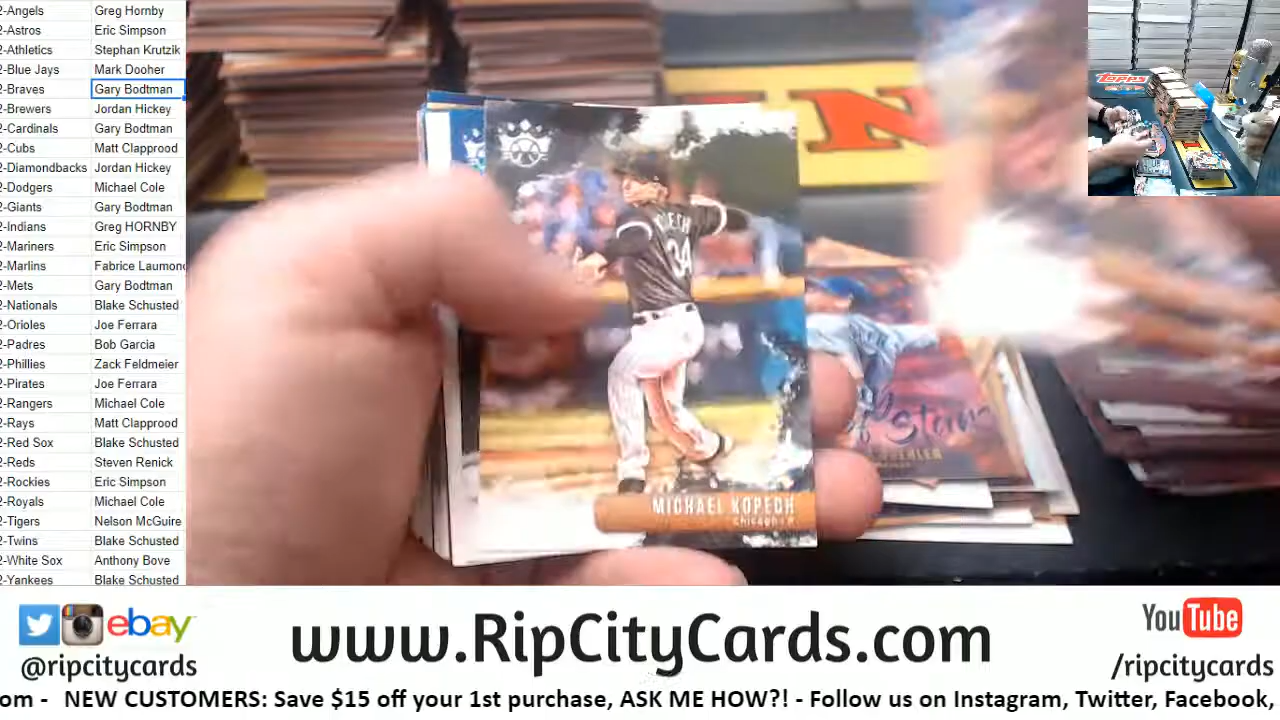 2-Angels Greg Hornby
2-Astros Eric Simpson
2-Athletics Stephan Krutzik
2-Blue Jays Mark Dooher
2-Braves Gary Bodtman
2-Brewers Jordan Hickey
2-Cardinals Gary Bodtman
2-Cubs Matt Clapprood
2-Diamondbacks Jordan Hickey
2-Dodgers Michael Cole
2-Giants Gary Bodtman
2-Indians Greg HORNBY
2-Mariners Eric Simpson
2-Marlins Fabrice Laumond
2-Mets Gary Bodtman
2-Nationals Blake Schusted
2-Orioles Joe Ferrara
2-Padres Bob Garcia
2-Phillies Zack Feldmeier
2-Pirates Joe Ferrara
2-Rangers Michael Cole
2-Rays Matt Clapprood
2-Red Sox Blake Schusted
2-Reds Steven Renick
2-Rockies Eric Simpson
2-Royals Michael Cole
2-Tigers Nelson McGuire
2-Twins Blake Schusted
2-White Sox Anthony Bove
2-Yankees Blake Schusted
Topps
IN
34
of Stun
MICHAEL KOPECH
ebay
@ripcitycards
www.RipCityCards.com
YouTube
/ripcitycards
om - NEW CUSTOMERS: Save $15 off your 1st purchase, ASK ME HOW?! - Follow us on Instagram, Twitter, Facebook,